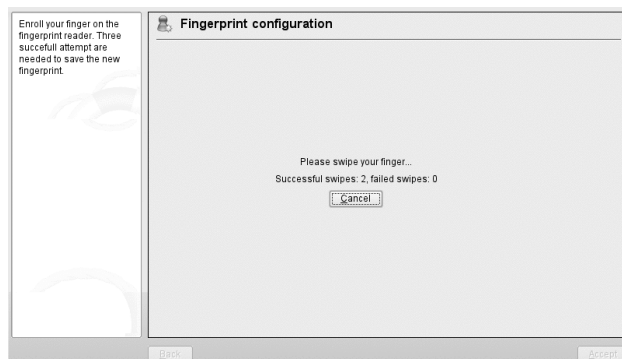 Enroll your finger on the
fingerprint reader. Three
succefull attempt are
needed to save the new
fingerprint.
Fingerprint configuration
Please swipe your finger...
Successful swipes: 2, failed swipes: 0
Cancel
Back
Accept